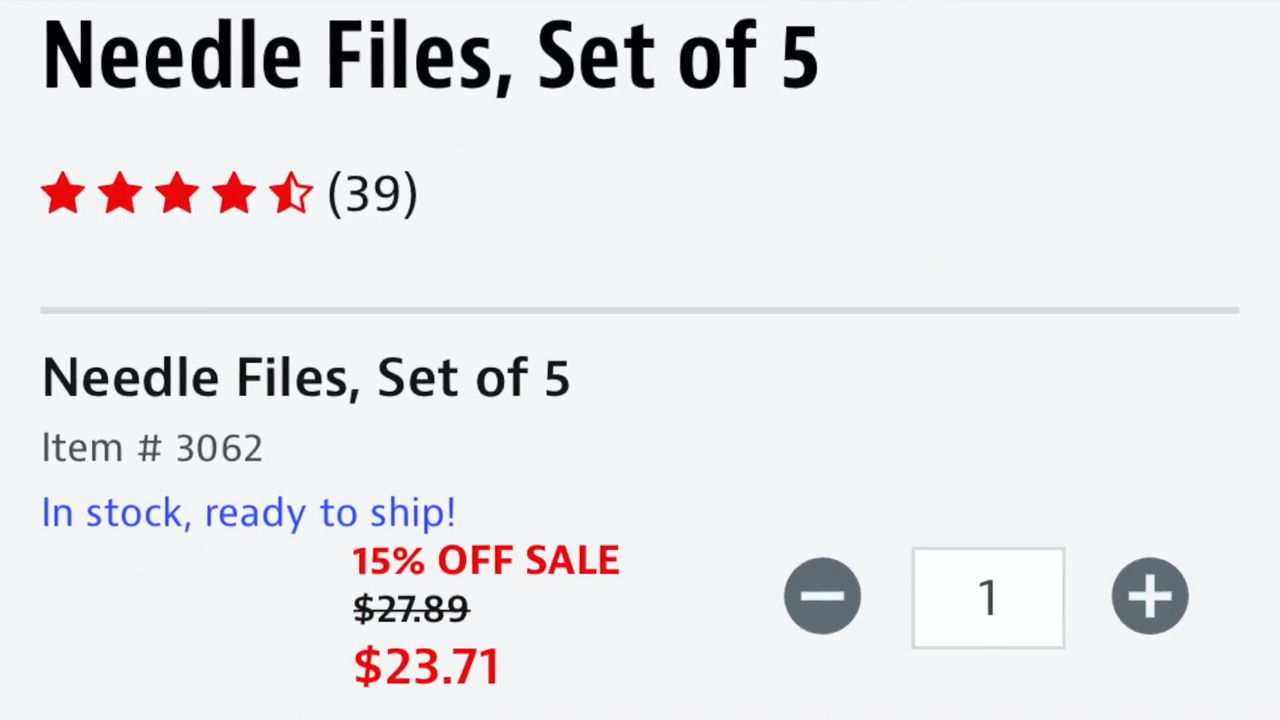 Needle Files, Set of 5
(39)
Needle Files, Set of 5
Item # 3062
In stock, ready to ship!
15% OFF SALE
$27.89
1
$23.71